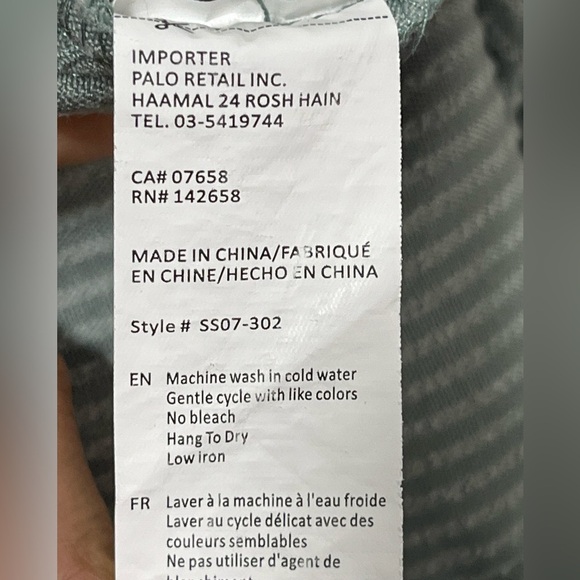 IMPORTER
PALO RETAIL INC.
HAAMAL 24 ROSH HAIN
TEL. 03-5419744
CA# 07658
RN# 142658
MADE IN CHINA/FABRIQUÉ
EN CHINE/HECHO EN CHINA
Style # SS07-302
EN Machine wash in cold water
Gentle cycle with like colors
No bleach
Hang To Dry
Low iron
FR Laver à la machine à l'eau froide
Laver au cycle délicat avec des
couleurs semblables
Ne pas utiliser d'agent de